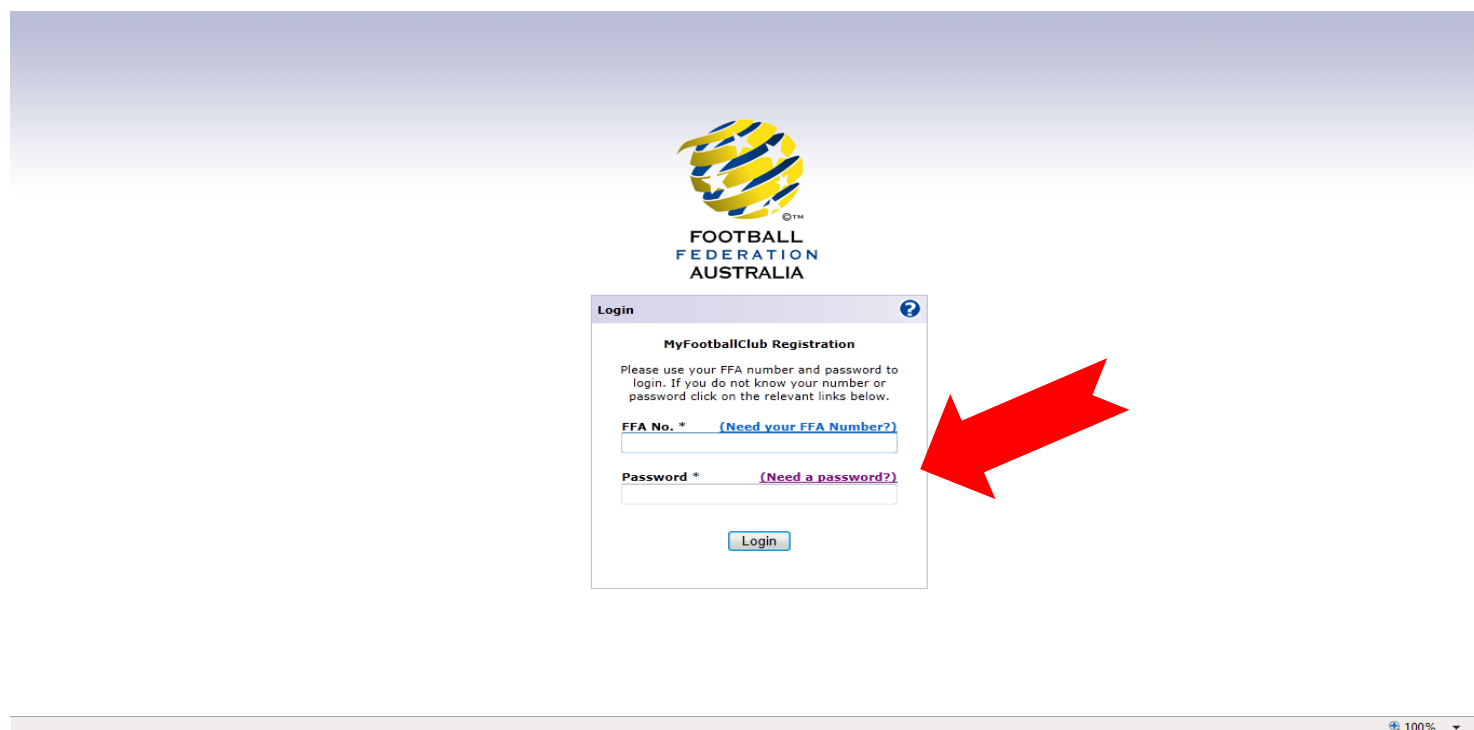 ©™
FOOTBALL
FEDERATION
AUSTRALIA
Login
?
MyFootballClub Registration
Please use your FFA number and password to
login. If you do not know your number or
password click on the relevant links below.
FFA No. * (Need your FFA Number?)
Password * (Need a password?)
Login
100%